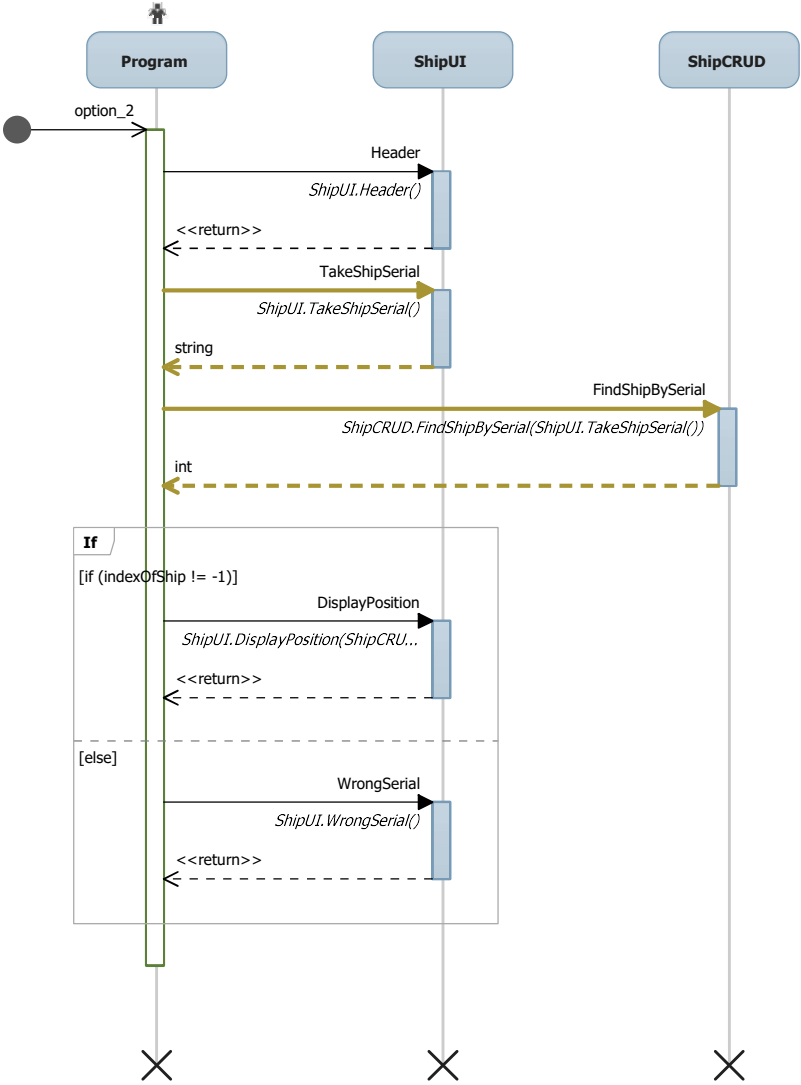 Program
ShipUI
ShipCRUD
option_2
Header
ShipUI.Header()
<<return>>
TakeShipSerial
ShipUI.TakeShipSerial()
string
FindShipBySerial
ShipCRUD.FindShipBySerial(ShipUI.TakeShipSerial())
int
If
[if (indexOfShip != -1)]
DisplayPosition
ShipUI.DisplayPosition(ShipCRU...
<<return>>
[else]
WrongSerial
ShipUI.WrongSerial()
<<return>>